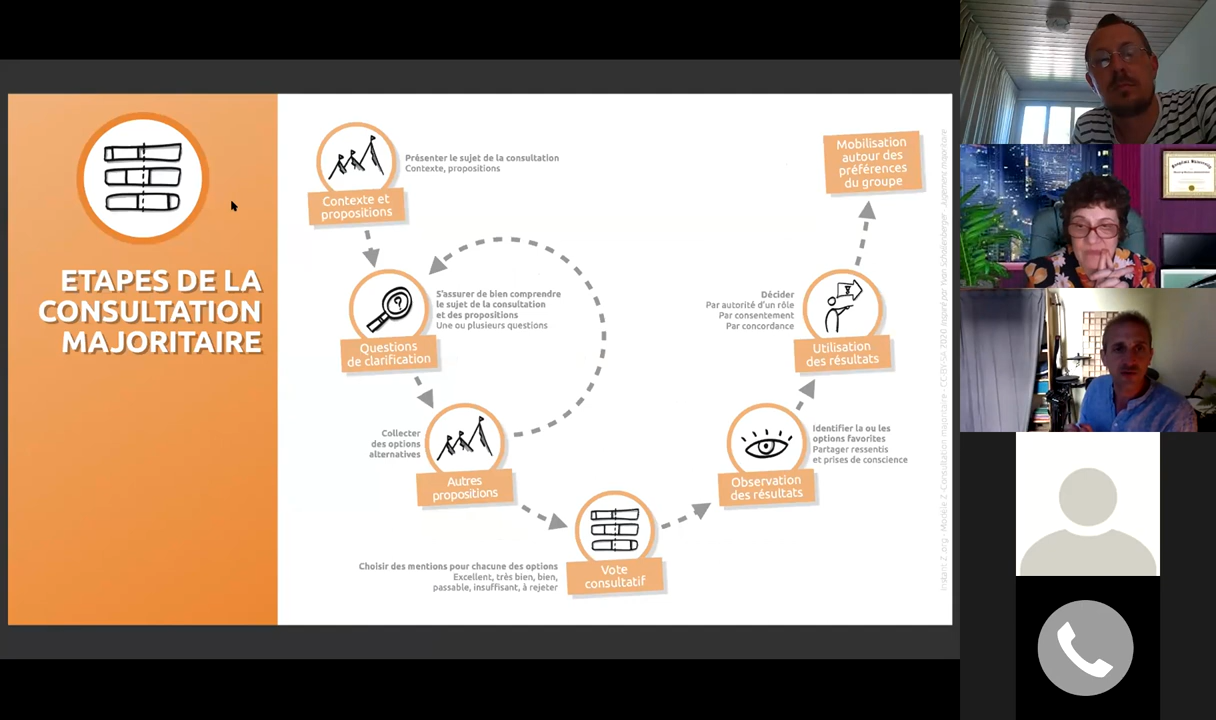 ETAPES DE LA
CONSULTATION
MAJORITAIRE
Contexte et
propositions
Présenter le sujet de la consultation
Contexte, propositions
Questions
de clarification
S'assurer de bien comprendre
le sujet de la consultation
et des propositions
Une ou plusieurs questions
Collecter
des options
alternatives
Autres
propositions
Choisir des mentions pour chacune des options
Excellent, très bien, bien,
passable, insuffisant, à rejeter
Vote
consultatif
Observation
des résultats
Identifier la ou les
options favorites
Partager ressentis
et prises de conscience
Décider
Par autorité d'un rôle
Par consentement
Par concordance
Utilisation
des résultats
Mobilisation
autour des
préférences
du groupe